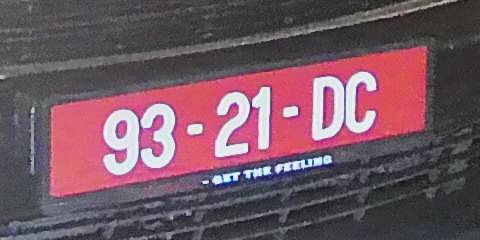 93-21-DC
- GET THE FEELING